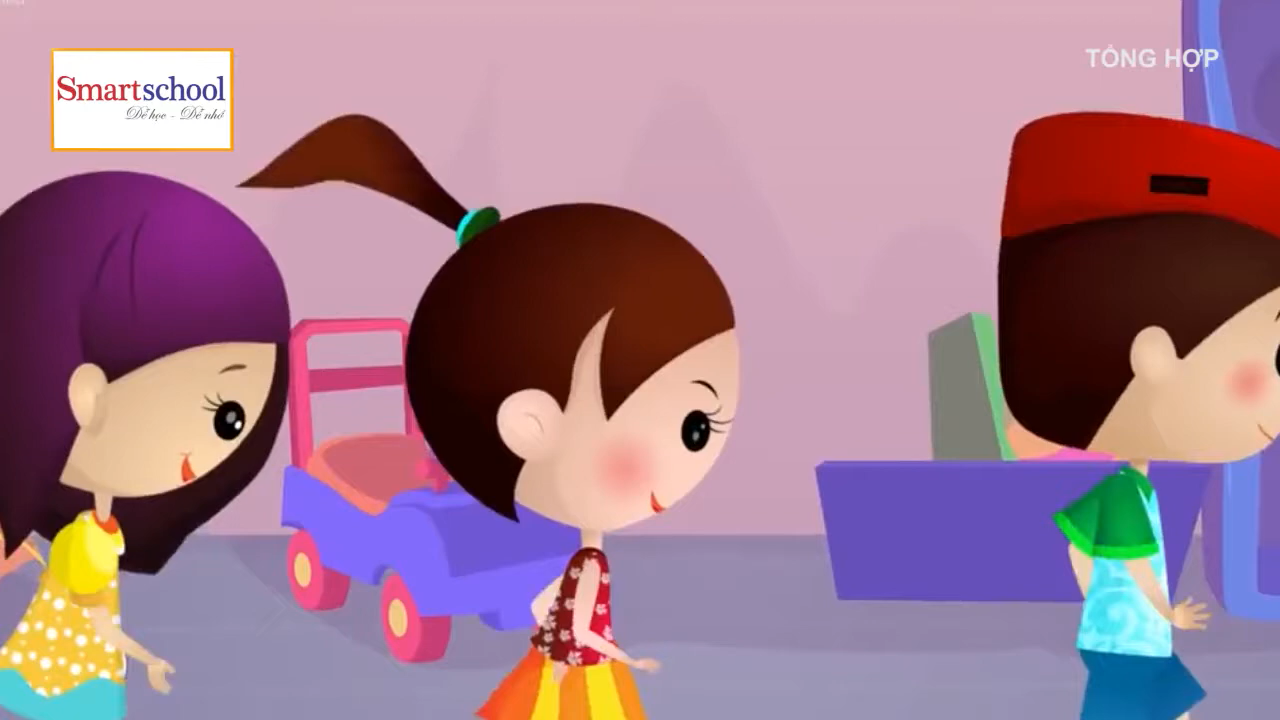 Smartschool
Dễ học - Dễ nhớ
TỔNG HỢP